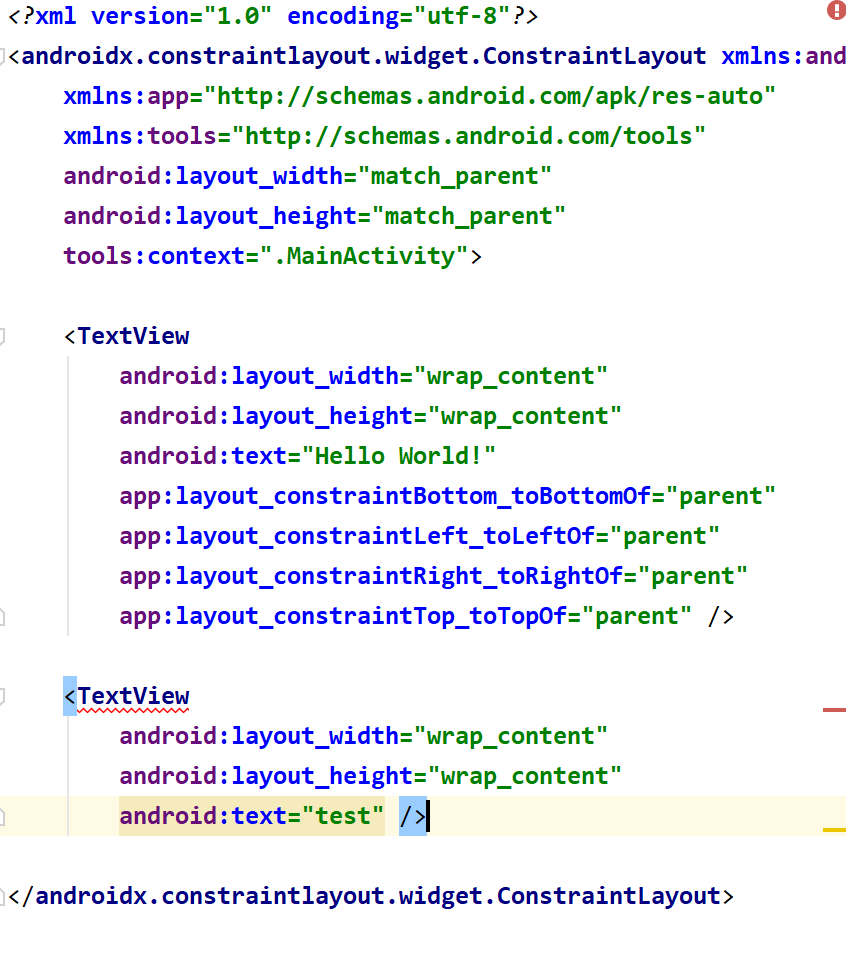 <?xml version="1.0" encoding="utf-8"?>
<androidx.constraintlayout.widget.ConstraintLayout xmlns:and
xmlns:app="http://schemas.android.com/apk/res-auto"
xmlns:tools="http://schemas.android.com/tools"
android:layout_width="match_parent"
android:layout_height="match_parent"
tools:context=".MainActivity">
<TextView
android:layout_width="wrap_content"
android:layout_height="wrap_content"
android:text="Hello World!"
app:layout_constraintBottom_toBottomOf="parent"
app:layout_constraintLeft_toLeftOf="parent"
app:layout_constraintRight_toRightOf="parent"
app:layout_constraintTop_toTopOf="parent" />
<TextView
android:layout_width="wrap_content"
android:layout_height="wrap_content"
android:text="test" />
</androidx.constraintlayout.widget.ConstraintLayout>